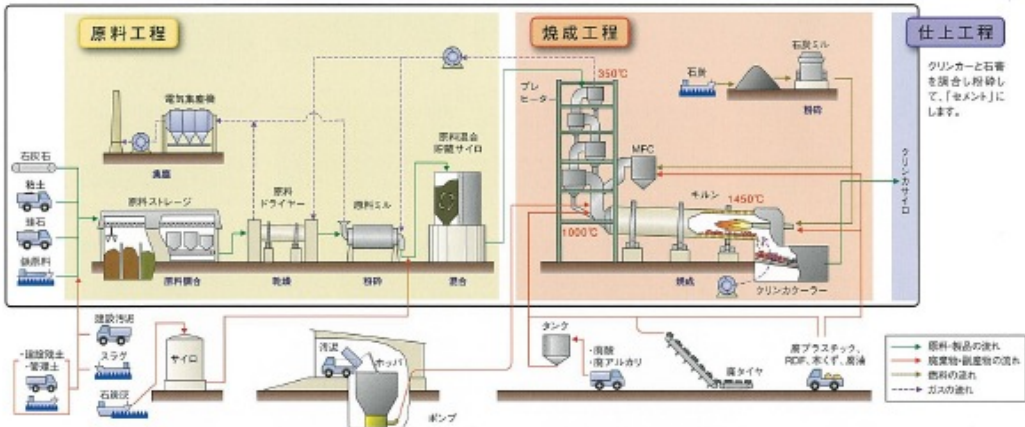 原料工程
焼成工程
仕上工程
クリンカーと石膏
を調合し粉砕し
て、「セメント」に
します。
電気集塵機
集塵
石灰石
粘土
珪石
鉄原料
原料ストレージ
原料調合
原料
ドライヤー
乾燥
原料ミル
粉砕
原料混合
貯蔵サイロ
混合
350℃
プレ
ヒーター
1000℃
MFC
石炭
石炭ミル
粉砕
キルン
1450℃
焼成
クリンカクーラー
クリンカサイロ
建設汚泥
スラグ
石炭灰
・建設残土
サイロ
汚泥
ホッパ
ポンプ
タンク
・廃酸
・廃アルカリ
廃タイヤ
廃プラスチック、
RDF、木くず、廃油
原料・製品の流れ
廃棄物・副産物の流れ
燃料の流れ
ガスの流れ